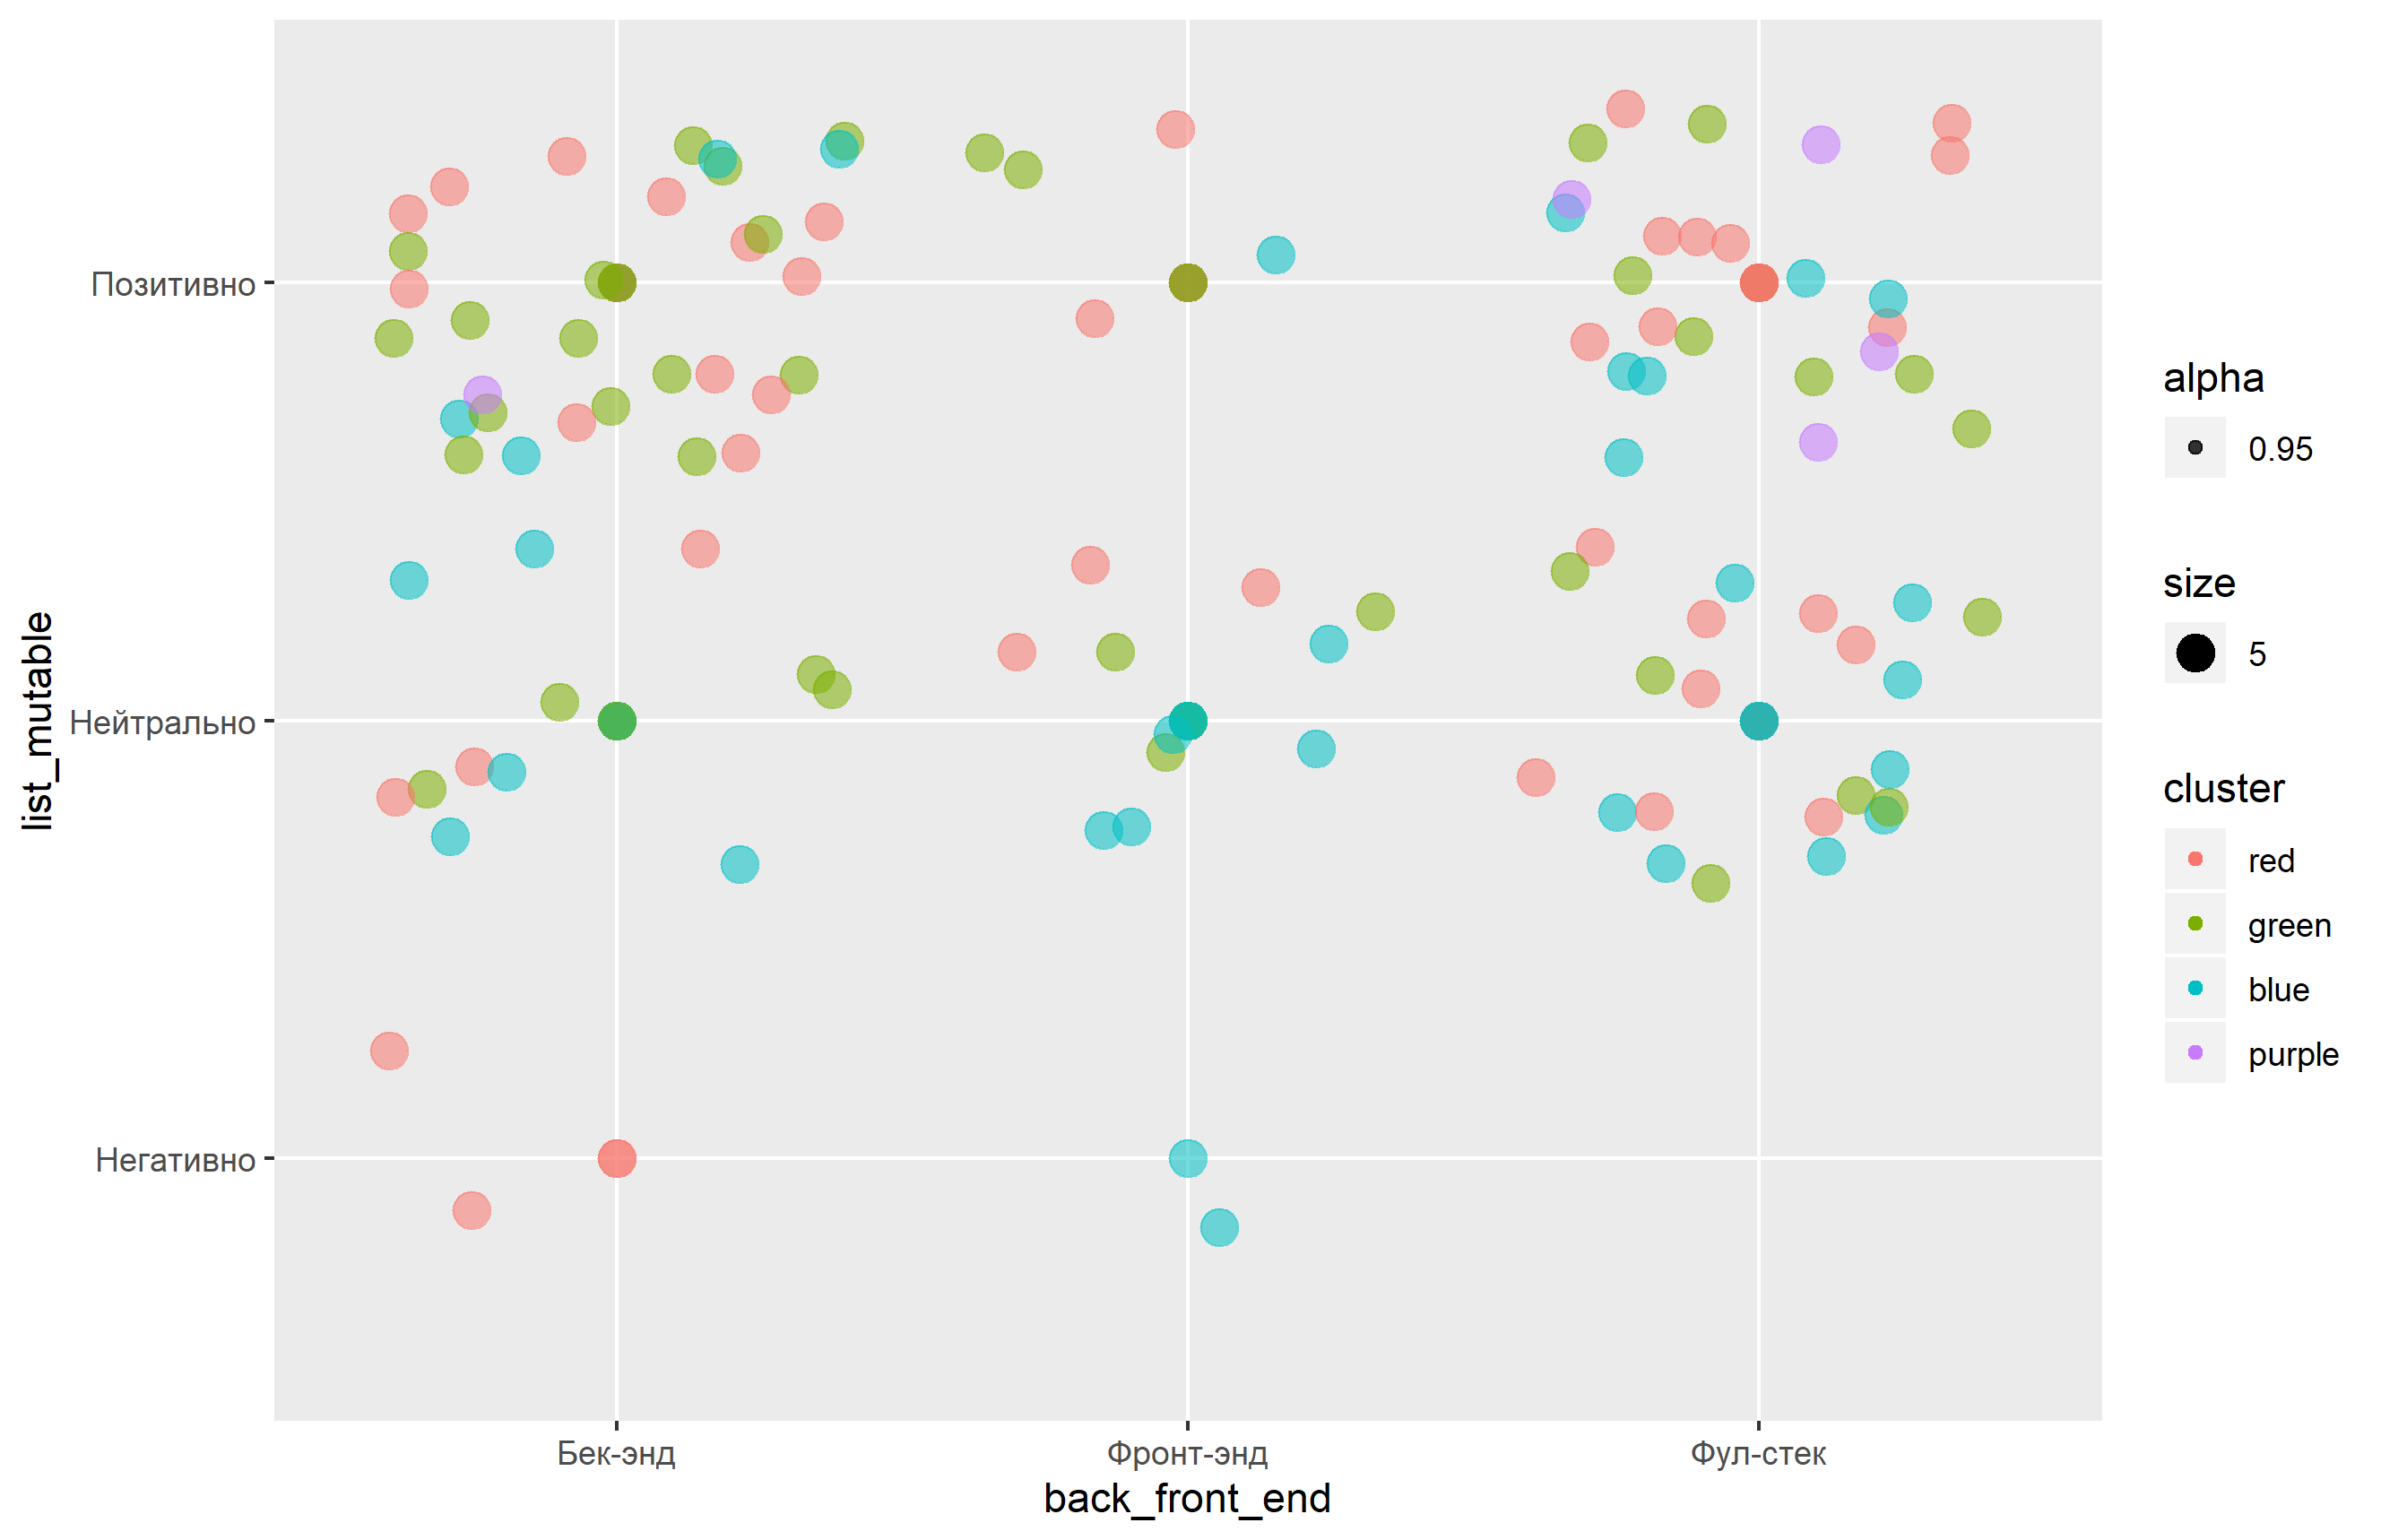 Позитивно
Нейтрально
Негативно
list_mutable
Бек-энд
Фронт-энд
Фул-стек
back_front_end
alpha
0.95
size
5
cluster
red
green
blue
purple